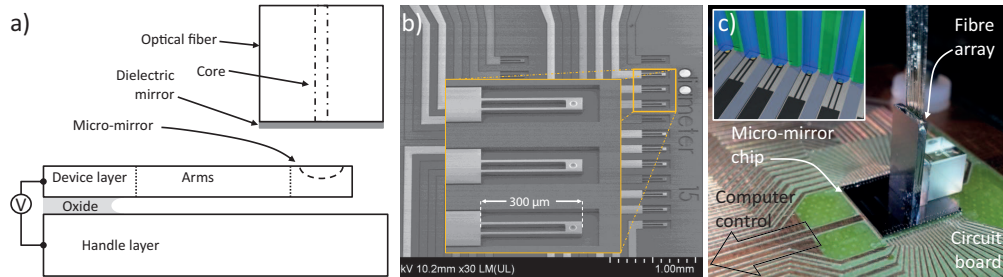 a)
Optical fiber
Core
Dielectric
mirror
Micro-mirror
Device layer
Arms
V
Oxide
Handle layer
b)
300 µm
meter 15
kV 10.2mm x30 LM(UL)
1.00mm
c)
Fibre
array
Micro-mirror
chip
Computer
control
Circuit
board